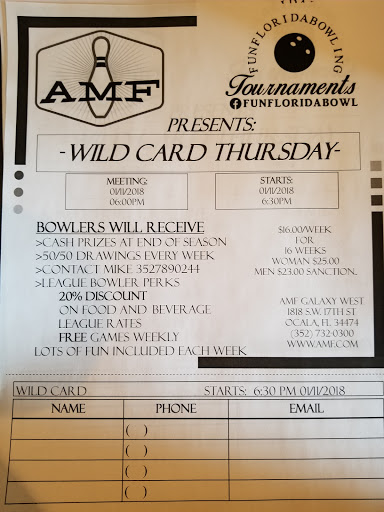 AMF
FUNFLORIDABOWLING
Tournaments
FUNFLORIDABOWL
PRESENTS:
-WILD CARD THURSDAY-
MEETING:
01/11/2018
06:00PM
STARTS:
01/11/2018
6:30PM
BOWLERS WILL RECEIVE
>CASH PRIZES AT END OF SEASON
>50/50 DRAWINGS EVERY WEEK
>CONTACT MIKE 3527890244
>LEAGUE BOWLER PERKS
20% DISCOUNT
ON FOOD AND BEVERAGE
LEAGUE RATES
FREE GAMES WEEKLY
LOTS OF FUN INCLUDED EACH WEEK
$16.00/WEEK
FOR
16 WEEKS
WOMAN $25.00
MEN $23.00 SANCTION.
AMF GALAXY WEST
1818 S.W. 17TH ST
OCALA, FL 34474
(352) 732-0300
WWW.AMF.COM
WILD CARD STARTS: 6:30 PM 01/11/2018
NAME PHONE EMAIL
( )
( )
( )
( )